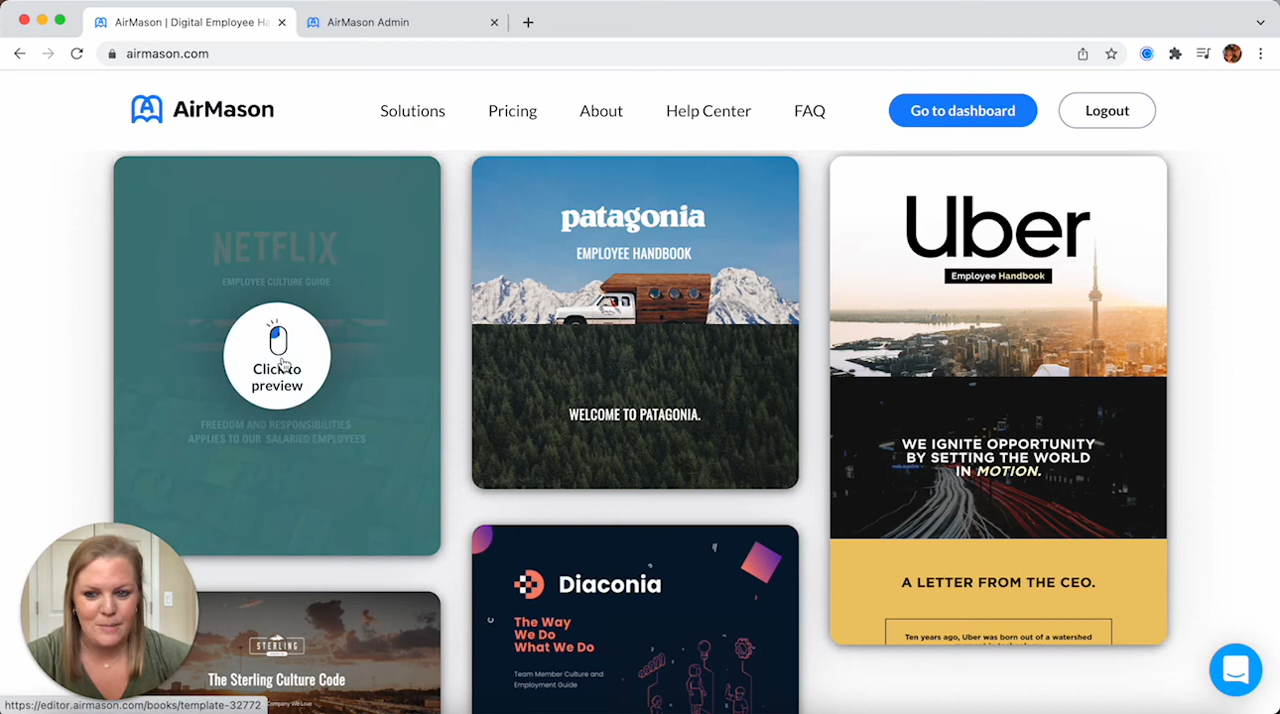 AirMason | Digital Employee Ha
AirMason Admin
airmason.com
AirMason
Solutions
Pricing
About
Help Center
FAQ
Go to dashboard
Logout
NETFLIX
EMPLOYEE CULTURE GUIDE
Click to
preview
FREEDOM AND RESPONSIBILITIES
APPLIES TO OUR SALARIED EMPLOYEES
patagonia
EMPLOYEE HANDBOOK
WELCOME TO PATAGONIA.
Uber
Employee Handbook
WE IGNITE OPPORTUNITY
BY SETTING THE WORLD
IN MOTION.
A LETTER FROM THE CEO.
Ten years ago, Uber was born out of a watershed
STERLING
The Sterling Culture Code
Company We Love
Diaconia
The Way
We Do
What We Do
Team Member Culture and
Employment Guide
https://editor.airmason.com/books/template-32772